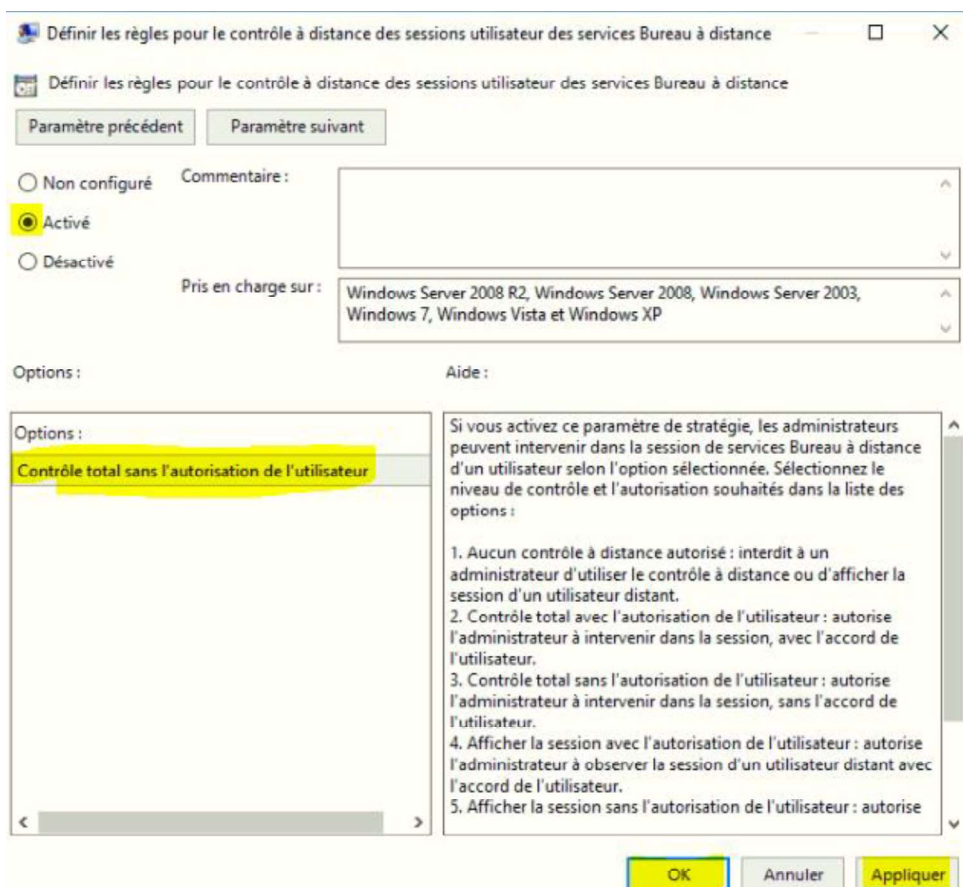 Définir les règles pour le contrôle à distance des sessions utilisateur des services Bureau à distance
Définir les règles pour le contrôle à distance des sessions utilisateur des services Bureau à distance
Paramètre précédent
Paramètre suivant
Non configuré
Commentaire :
Activé
Désactivé
Pris en charge sur :
Windows Server 2008 R2, Windows Server 2008, Windows Server 2003,
Windows 7, Windows Vista et Windows XP
Options :
Aide :
Options :
Contrôle total sans l'autorisation de l'utilisateur
Si vous activez ce paramètre de stratégie, les administrateurs
peuvent intervenir dans la session de services Bureau à distance
d'un utilisateur selon l'option sélectionnée. Sélectionnez le
niveau de contrôle et l'autorisation souhaités dans la liste des
options :
1. Aucun contrôle à distance autorisé : interdit à un
administrateur d'utiliser le contrôle à distance ou d'afficher la
session d'un utilisateur distant.
2. Contrôle total avec l'autorisation de l'utilisateur : autorise
l'administrateur à intervenir dans la session, avec l'accord de
l'utilisateur.
3. Contrôle total sans l'autorisation de l'utilisateur : autorise
l'administrateur à intervenir dans la session, sans l'accord de
l'utilisateur.
4. Afficher la session avec l'autorisation de l'utilisateur : autorise
l'administrateur à observer la session d'un utilisateur distant avec
l'accord de l'utilisateur.
5. Afficher la session sans l'autorisation de l'utilisateur : autorise
OK
Annuler
Appliquer